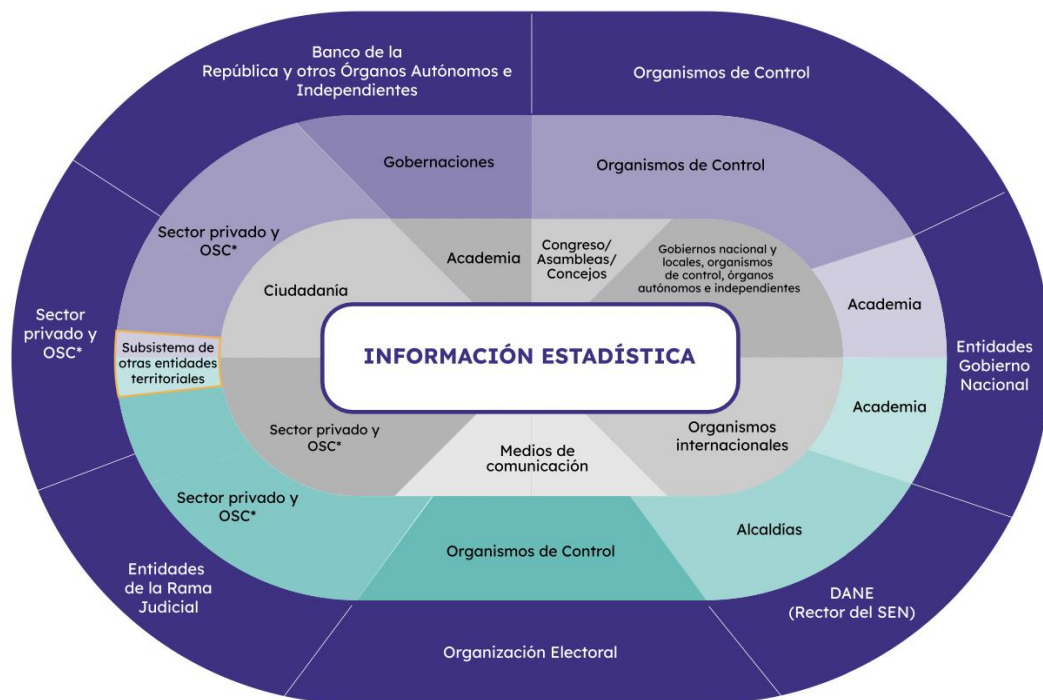 Banco de la
República y otros Órganos Autónomos e
Independientes
Organismos de Control
Gobernaciones
Organismos de Control
Sector privado y
OSC*
Academia
Congreso/
Asambleas/
Concejos
Gobiernos nacional y
locales, organismos
de control, órganos
autónomos e independientes
Ciudadanía
Academia
Sector
privado y
OSC*
Subsistema de
otras entidades
territoriales
INFORMACIÓN ESTADÍSTICA
Entidades
Gobierno
Nacional
Academia
Sector privado y
OSC*
Medios de
comunicación
Organismos
internacionales
Sector privado y
OSC*
Organismos de Control
Alcaldías
Entidades
de la Rama
Judicial
DANE
(Rector del SEN)
Organización Electoral